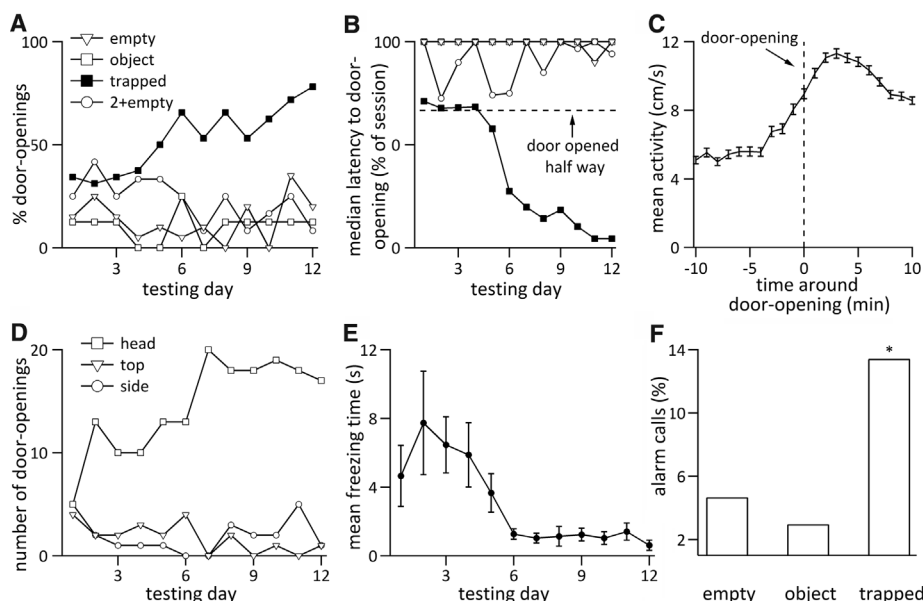 A
100
50
0
% door-openings
empty
object
trapped
2+empty
3
6
9
12
testing day
B
100
0
0
median latency to door-
opening (% of session)
door opened
half way
3
6
9
12
testing day
C
12
8
4
0
mean activity (cm/s)
door-opening
-10
-5
0
5
10
time around
door-opening (min)
D
20
10
0
number of door-openings
head
top
side
3
6
9
12
testing day
E
12
8
4
0
mean freezing time (s)
3
6
9
12
testing day
F
14
10
6
2
alarm calls (%)
*
empty
object
trapped